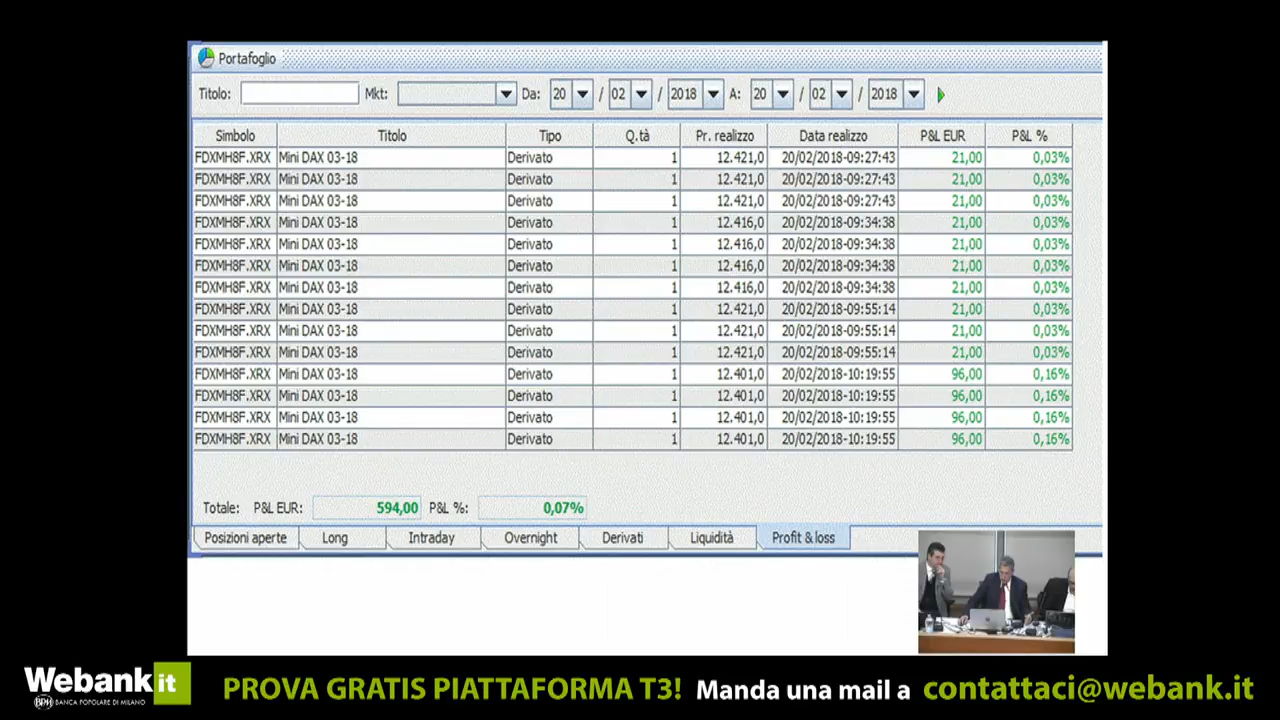 Portafoglio
Titolo: Mkt: Da: 20 / 02 / 2018 A: 20 / 02 / 2018
Simbolo Titolo Tipo Q.tà Pr. realizzo Data realizzo P&L EUR P&L %
FDXMH8F.XRX Mini DAX 03-18 Derivato 1 12.421,0 20/02/2018-09:27:43 21,00 0,03%
FDXMH8F.XRX Mini DAX 03-18 Derivato 1 12.421,0 20/02/2018-09:27:43 21,00 0,03%
FDXMH8F.XRX Mini DAX 03-18 Derivato 1 12.421,0 20/02/2018-09:27:43 21,00 0,03%
FDXMH8F.XRX Mini DAX 03-18 Derivato 1 12.416,0 20/02/2018-09:34:38 21,00 0,03%
FDXMH8F.XRX Mini DAX 03-18 Derivato 1 12.416,0 20/02/2018-09:34:38 21,00 0,03%
FDXMH8F.XRX Mini DAX 03-18 Derivato 1 12.416,0 20/02/2018-09:34:38 21,00 0,03%
FDXMH8F.XRX Mini DAX 03-18 Derivato 1 12.416,0 20/02/2018-09:34:38 21,00 0,03%
FDXMH8F.XRX Mini DAX 03-18 Derivato 1 12.421,0 20/02/2018-09:55:14 21,00 0,03%
FDXMH8F.XRX Mini DAX 03-18 Derivato 1 12.421,0 20/02/2018-09:55:14 21,00 0,03%
FDXMH8F.XRX Mini DAX 03-18 Derivato 1 12.421,0 20/02/2018-09:55:14 21,00 0,03%
FDXMH8F.XRX Mini DAX 03-18 Derivato 1 12.401,0 20/02/2018-10:19:55 96,00 0,16%
FDXMH8F.XRX Mini DAX 03-18 Derivato 1 12.401,0 20/02/2018-10:19:55 96,00 0,16%
FDXMH8F.XRX Mini DAX 03-18 Derivato 1 12.401,0 20/02/2018-10:19:55 96,00 0,16%
FDXMH8F.XRX Mini DAX 03-18 Derivato 1 12.401,0 20/02/2018-10:19:55 96,00 0,16%
Totale: P&L EUR: 594,00 P&L %: 0,07%
Posizioni aperte Long Intraday Overnight Derivati Liquidità Profit & loss
Webank it
BPM BANCA POPOLARE DI MILANO
PROVA GRATIS PIATTAFORMA T3! Manda una mail a contattaci@webank.it